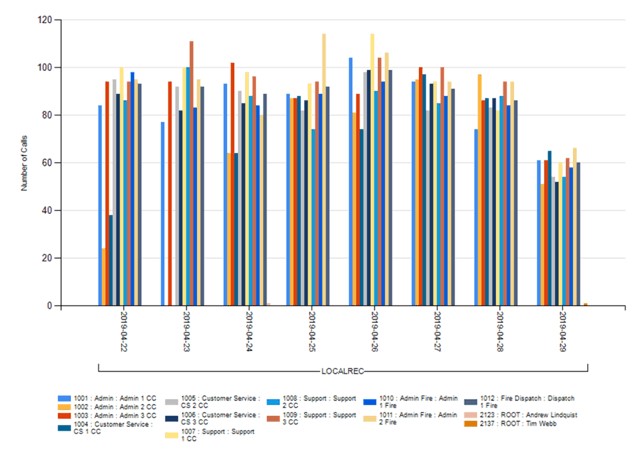 120
100
80
60
40
20
0
Number of Calls
2019-04-22
2019-04-23
2019-04-24
2019-04-25
2019-04-26
2019-04-27
2019-04-28
2019-04-29
LOCALREC
1001 : Admin : Admin 1 CC
1002 : Admin : Admin 2 CC
1003 : Admin : Admin 3 CC
1004 : Customer Service :
CS 1 CC
1005 : Customer Service :
CS 2 CC
1006 : Customer Service :
CS 3 CC
1007 : Support : Support
1 CC
1008 : Support : Support
2 CC
1009 : Support : Support
3 CC
1010 : Admin Fire : Admin
1 Fire
1011 : Admin Fire : Admin
2 Fire
1012 : Fire Dispatch : Dispatch
1 Fire
2123 : ROOT : Andrew Lindquist
2137 : ROOT : Tim Webb